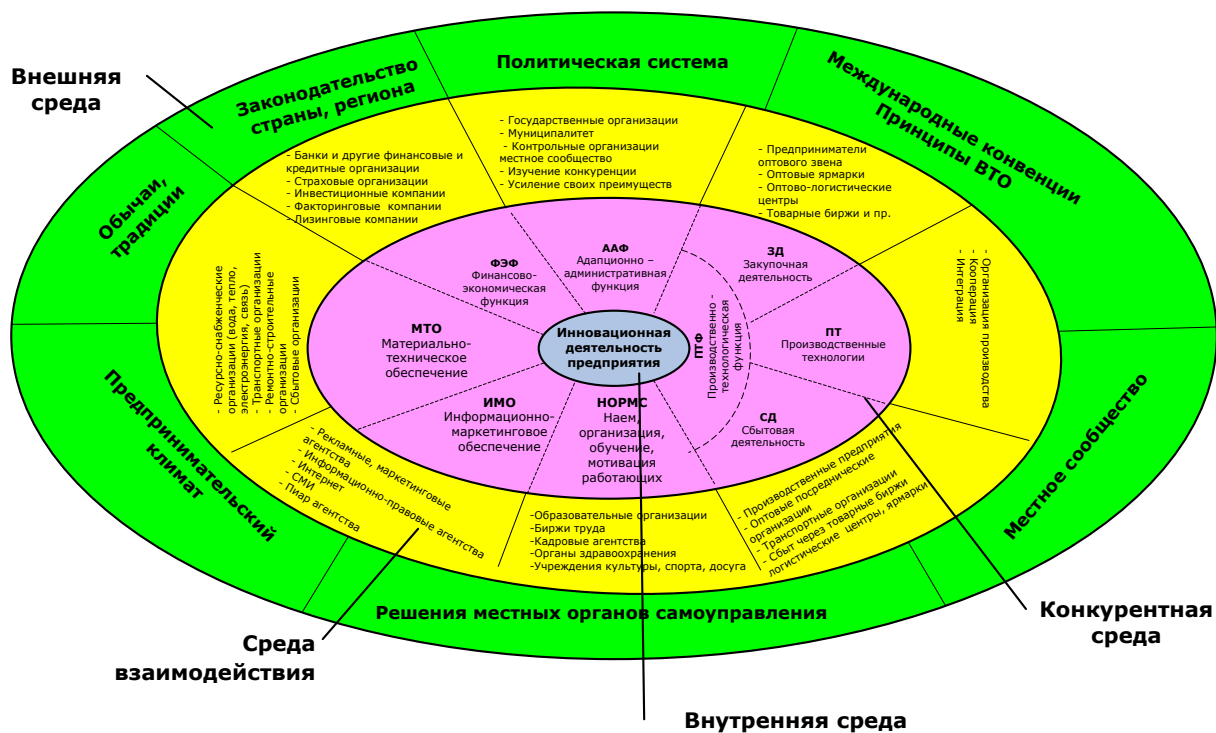 Внешняя
среда
Законодательство
страны, региона
Политическая система
Международные конвенции
Принципы ВТО
Обычаи,
традиции
Предпринимательский
климат
Решения местных органов самоуправления
Местное сообщество
- Банки и другие финансовые и
кредитные организации
- Страховые организации
- Инвестиционные компании
- Факторинговые компании
- Лизинговые компании
- Государственные организации
- Муниципалитет
- Контрольные организации
местное сообщество
- Изучение конкуренции
- Усиление своих преимуществ
- Предприниматели
оптового звена
- Оптовые ярмарки
- Оптово-логистические
центры
- Товарные биржи и пр.
- Организация производства
- Кооперация
- Интеграция
- Ресурсно-снабженческие
организации (вода, тепло,
электроэнергия, связь)
- Транспортные организации
- Ремонтно-строительные
организации
- Сбытовые организации
- Рекламные, маркетинговые
агентства
- Информационно-правовые агентства
- Интернет
- СМИ
- Пиар агентства
-Образовательные организации
-Биржи труда
-Кадровые агентства
-Органы здравоохранения
-Учреждения культуры, спорта, досуга
- Производственные предприятия
- Оптовые посреднические
организации
- Транспортные организации
- Сбыт через товарные биржи
логистические центры, ярмарки
ФЭФ
Финансово-
экономическая
функция
ААФ
Адапционно –
административная
функция
ЗД
Закупочная
деятельность
МТО
Материально-
техническое
обеспечение
Инновационная
деятельность
предприятия
ПТФ
Производственно -
технологическая
функция
ПТ
Производственные
технологии
ИМО
Информационно-
маркетинговое
обеспечение
НОРМС
Наем,
организация,
обучение,
мотивация
работающих
СД
Сбытовая
деятельность
Среда
взаимодействия
Конкурентная
среда
Внутренняя среда